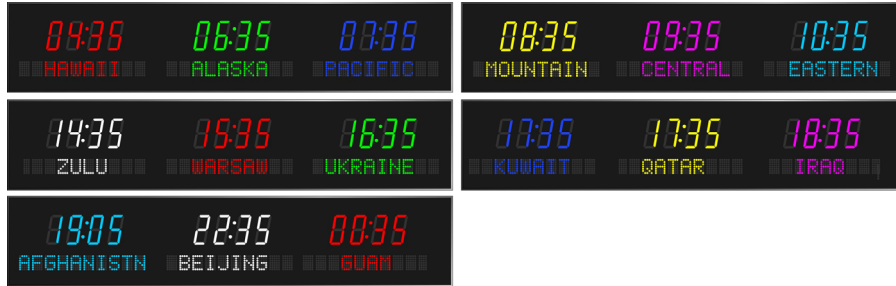 04:35 06:35 07:35
HAWAII ALASKA PACIFIC
08:35 09:35 10:35
MOUNTAIN CENTRAL EASTERN
14:35 15:35 16:35
ZULU WARSAW UKRAINE
17:35 17:35 18:35
KUWAIT QATAR IRAQ
19:05 22:35 00:35
AFGHANISTN BEIJING GUAM